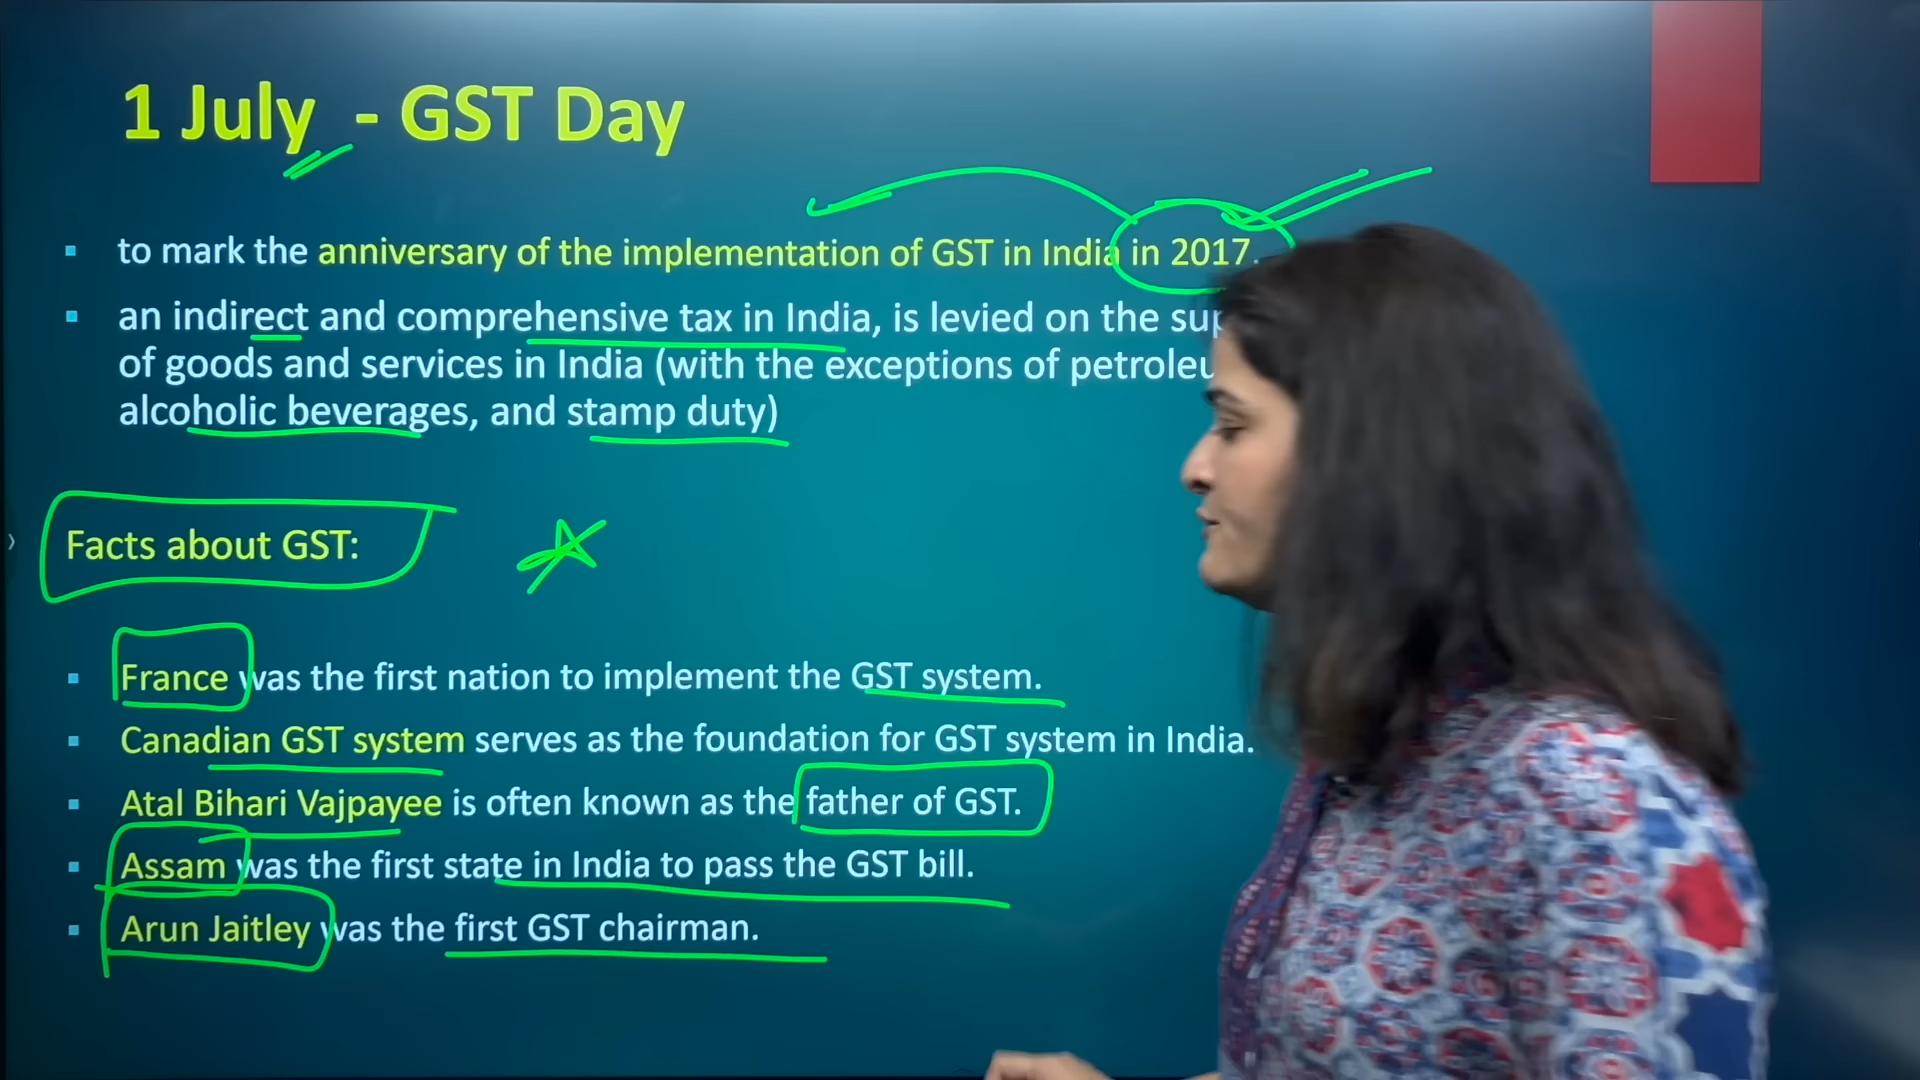 1 July - GST Day
to mark the anniversary of the implementation of GST in India in 2017.
an indirect and comprehensive tax in India, is levied on the
of goods and services in India (with the exceptions of
alcoholic beverages, and stamp duty)
Facts about GST:
France was the first nation to implement the GST system.
Canadian GST system serves as the foundation for GST system in India.
Atal Bihari Vajpayee is often known as the father of GST.
Assam was the first state in India to pass the GST bill.
Arun Jaitley was the first GST chairman.